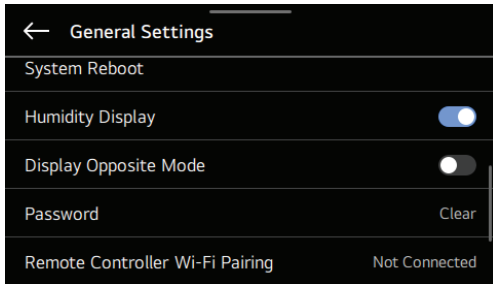 General Settings
System Reboot
Humidity Display
Display Opposite Mode
Password Clear
Remote Controller Wi-Fi Pairing Not Connected